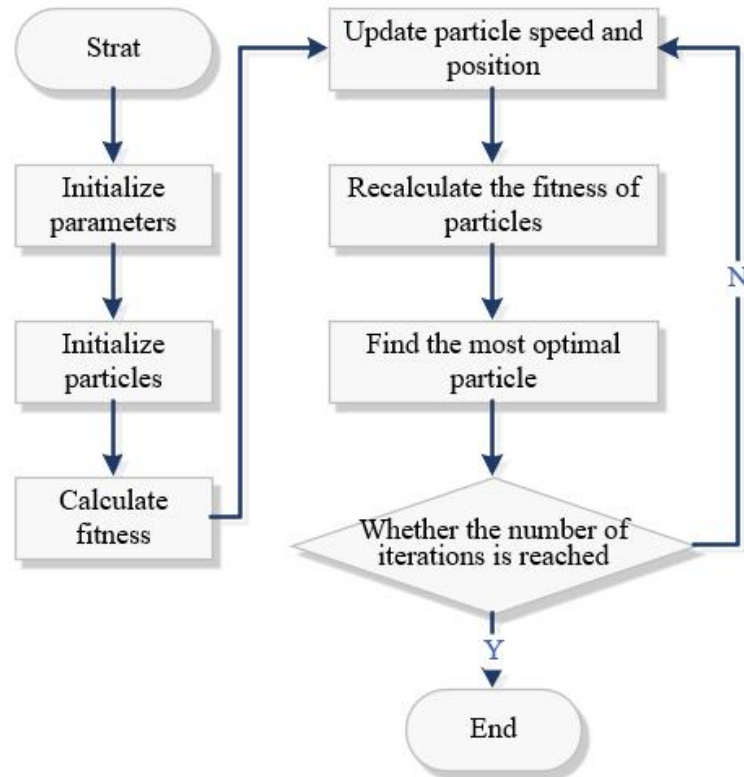 Strat
Initialize
parameters
Initialize
particles
Calculate
fitness
Update particle speed and
position
Recalculate the fitness of
particles
Find the most optimal
particle
Whether the number of
iterations is reached
N
Y
End